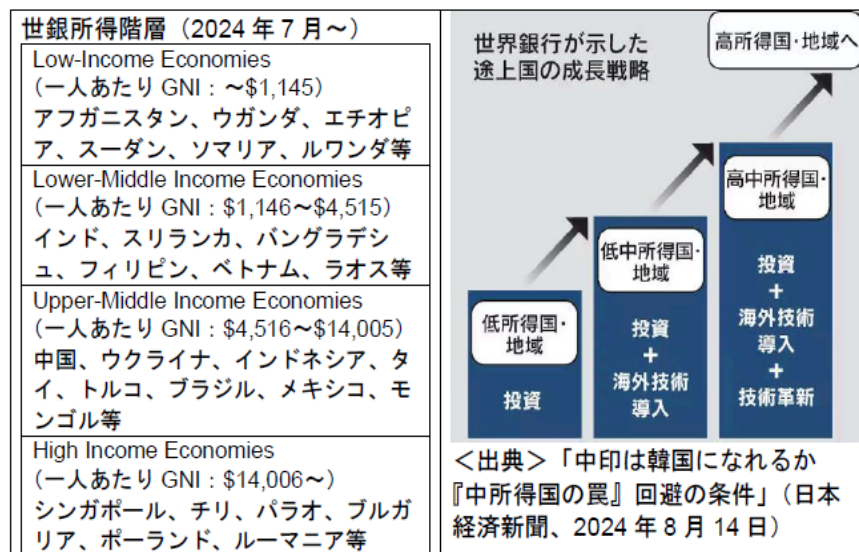 世銀所得階層（2024 年 7 月～）
Low-Income Economies
（一人あたり GNI：～$1,145）
アフガニスタン、ウガンダ、エチオピ
ア、スーダン、ソマリア、ルワンダ等
Lower-Middle Income Economies
（一人あたり GNI：$1,146～$4,515）
インド、スリランカ、バングラデシ
ュ、フィリピン、ベトナム、ラオス等
Upper-Middle Income Economies
（一人あたり GNI：$4,516～$14,005）
中国、ウクライナ、インドネシア、タ
イ、トルコ、ブラジル、メキシコ、モ
ンゴル等
High Income Economies
（一人あたり GNI：$14,006～）
シンガポール、チリ、パラオ、ブルガ
リア、ポーランド、ルーマニア等
世界銀行が示した
途上国の成長戦略
高所得国・地域へ
低所得国・
地域
投資
低中所得国・
地域
投資
+
海外技術
導入
高中所得国・
地域
投資
+
海外技術
導入
+
技術革新
＜出典＞「中印は韓国になれるか
『中所得国の罠』回避の条件」（日本
経済新聞、2024 年 8 月 14 日）